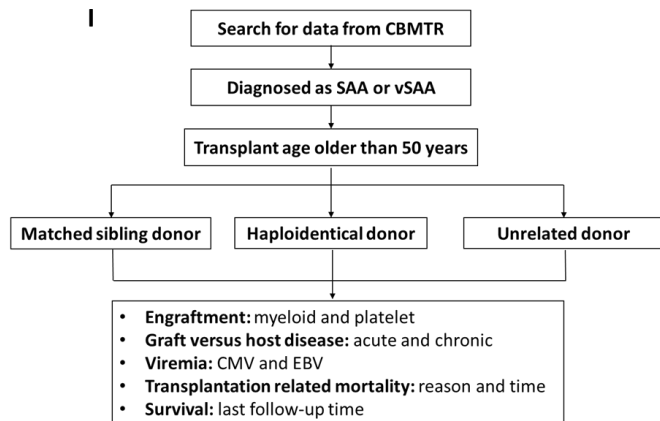 I
Search for data from CBMTR
Diagnosed as SAA or vSAA
Transplant age older than 50 years
Matched sibling donor
Haploidentical donor
Unrelated donor
• Engraftment: myeloid and platelet
• Graft versus host disease: acute and chronic
• Viremia: CMV and EBV
• Transplantation related mortality: reason and time
• Survival: last follow-up time